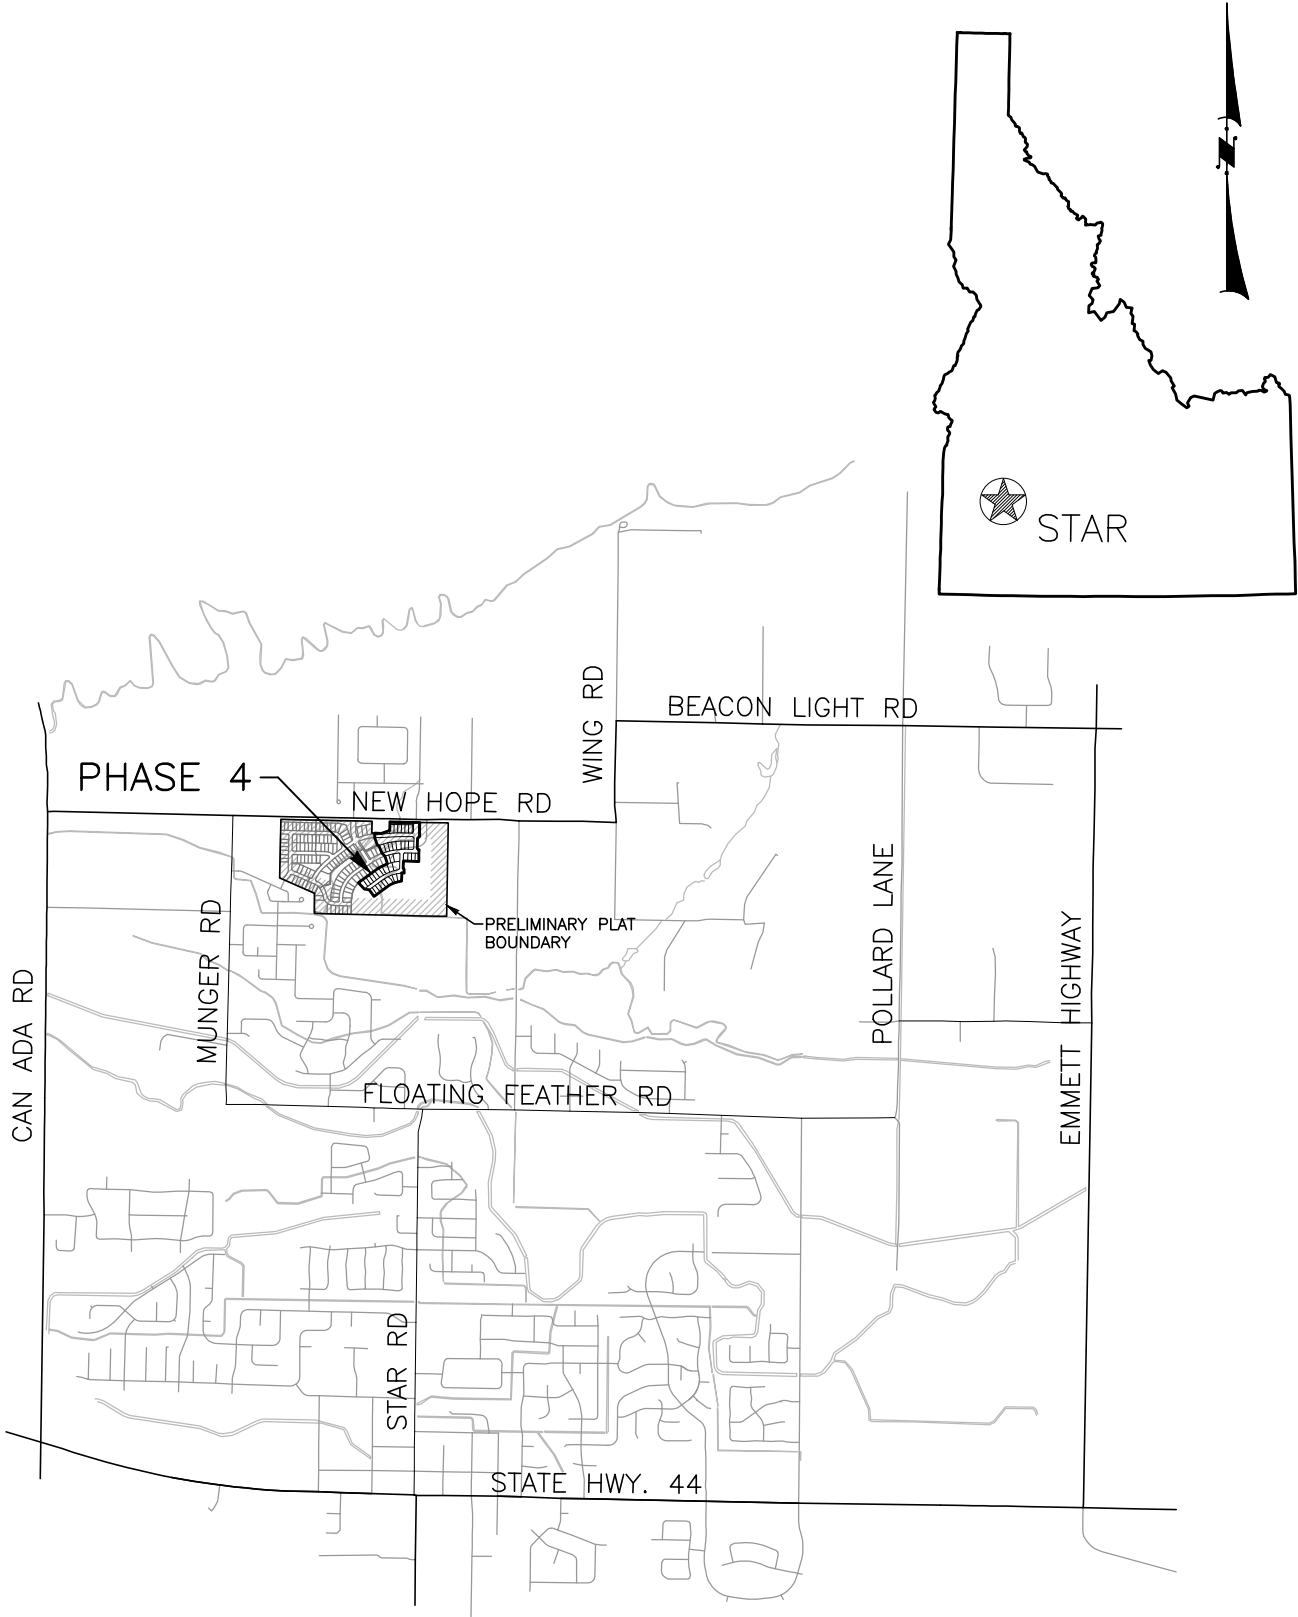 N
STAR
WING RD
BEACON LIGHT RD
PHASE 4
NEW HOPE RD
POLLARD LANE
MUNGER RD
PRELIMINARY PLAT
BOUNDARY
EMMETT HIGHWAY
CAN ADA RD
FLOATING FEATHER RD
STAR RD
STATE HWY. 44